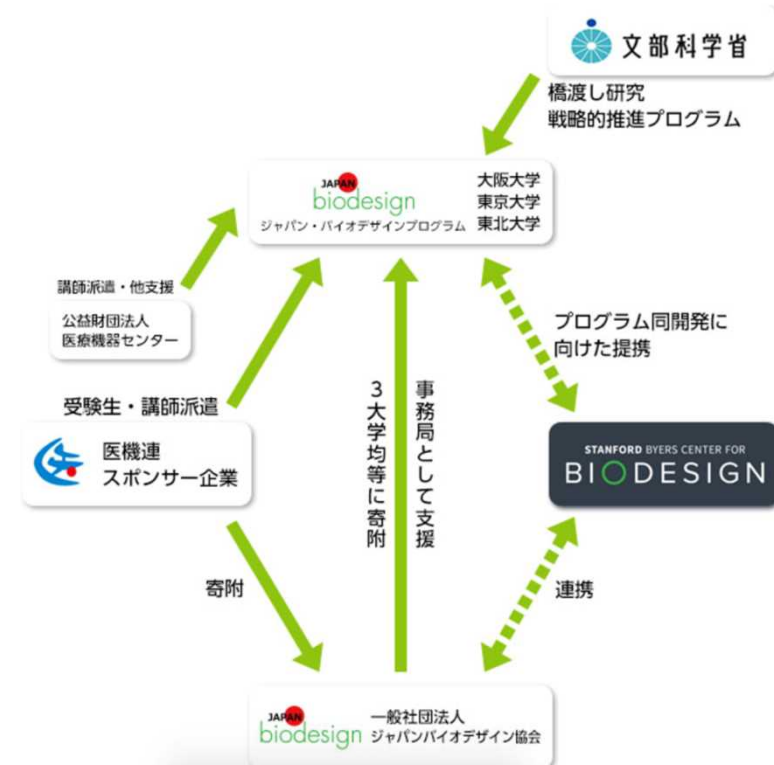 文部科学省
橋渡し研究
戦略的推進プログラム
JAPAN
biodesign
ジャパン・バイオデザインプログラム
大阪大学
東京大学
東北大学
講師派遣・他支援
公益財団法人
医療機器センター
プログラム同開発に
向けた提携
受験生・講師派遣
医機連
スポンサー企業
事務局として支援
3大学均等に寄附
STANFORD BYERS CENTER FOR
BIODESIGN
寄附
連携
JAPAN
biodesign
一般社団法人
ジャパンバイオデザイン協会